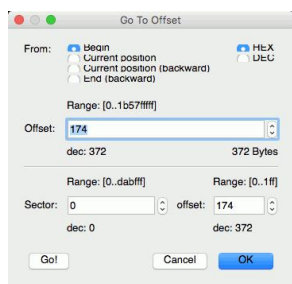 Go To Offset
From: Begin HEX
Current position DEC
Current position (backward)
End (backward)
Range: [0..1b57fffff]
Offset: 174
dec: 372 372 Bytes
Range: [0..dabfff] Range: [0..1ff]
Sector: 0 offset: 174
dec: 0 dec: 372
Go! Cancel OK